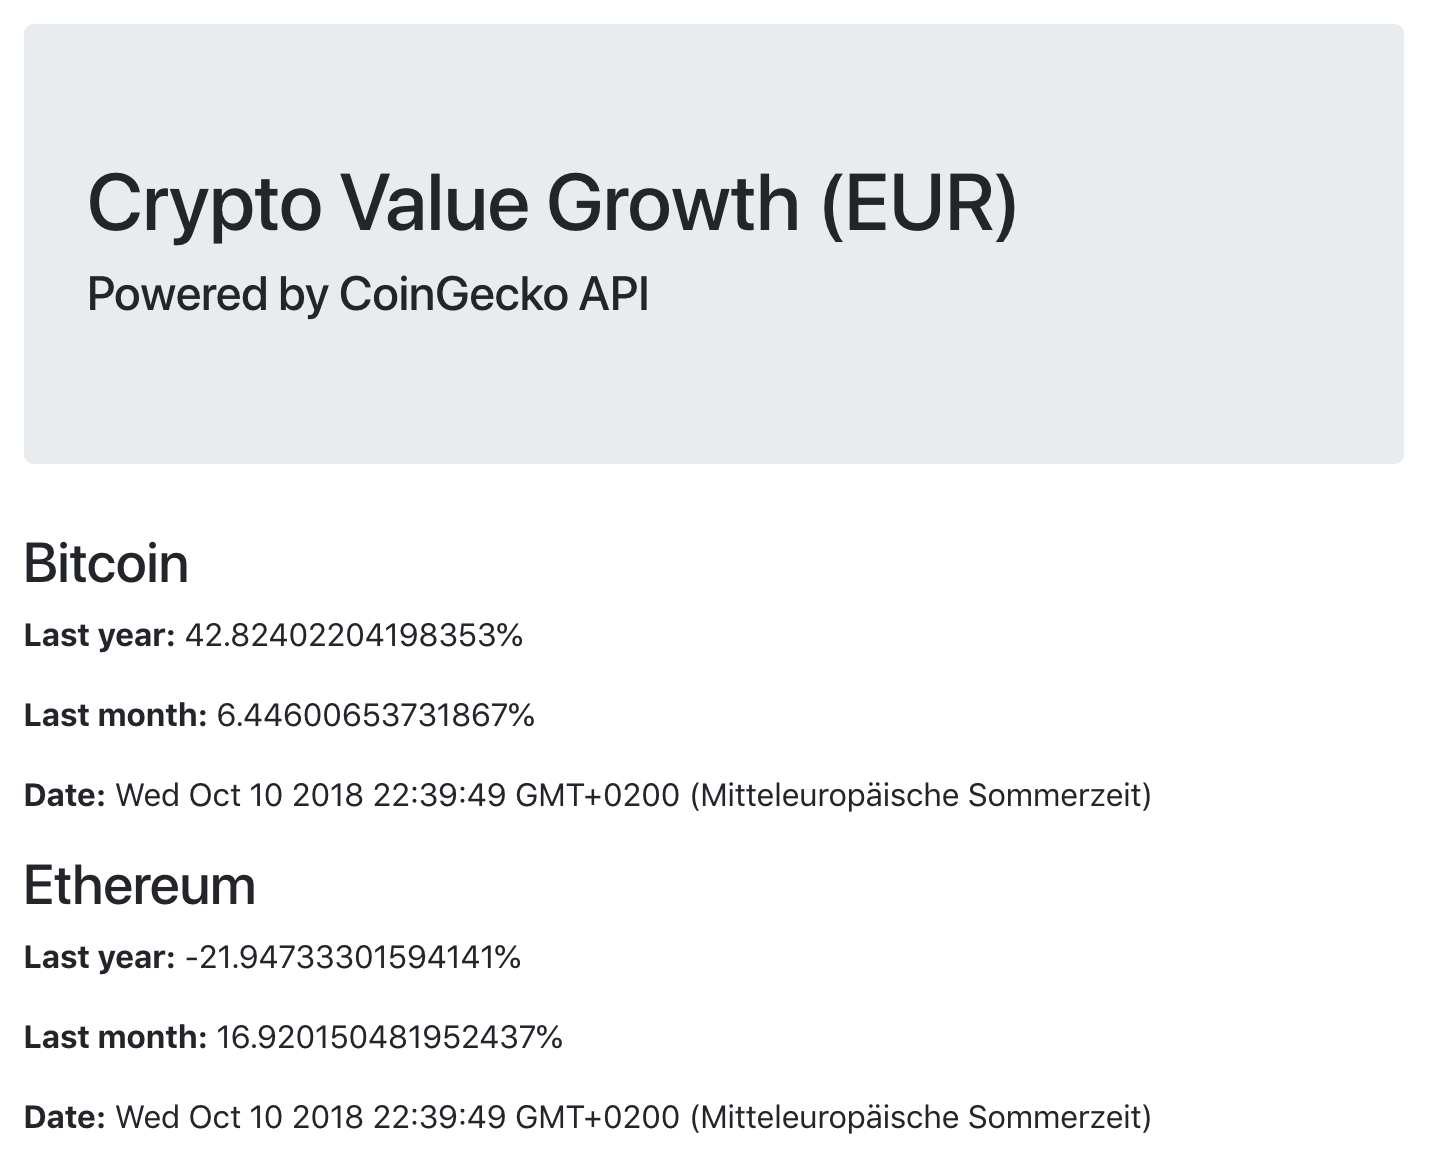 Crypto Value Growth (EUR)
Powered by CoinGecko API
Bitcoin
Last year: 42.82402204198353%
Last month: 6.44600653731867%
Date: Wed Oct 10 2018 22:39:49 GMT+0200 (Mitteleuropäische Sommerzeit)
Ethereum
Last year: -21.94733301594141%
Last month: 16.920150481952437%
Date: Wed Oct 10 2018 22:39:49 GMT+0200 (Mitteleuropäische Sommerzeit)